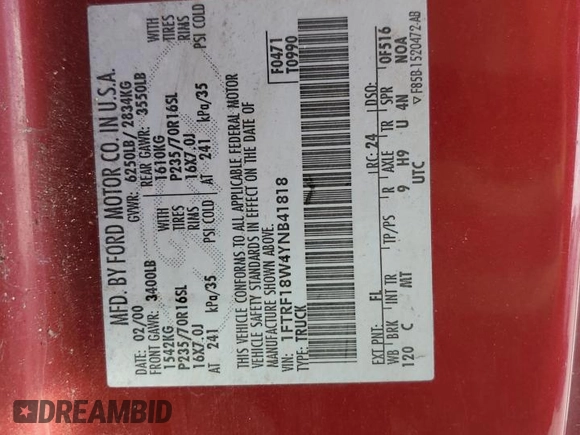 MFD. BY FORD MOTOR CO. IN U.S.A.
DATE: 02/00 GVWR: 6250LB/ 2834KG
FRONT GAWR: 3400LB REAR GAWR: 3550LB
1542KG 1610KG
P235/70R16SL TIRES P235/70R16SL TIRES
16X7.0J RIMS 16X7.0J RIMS
AT 241 kPa/35 PSI COLD AT 241 kPa/35 PSI COLD
THIS VEHICLE CONFORMS TO ALL APPLICABLE FEDERAL MOTOR
VEHICLE SAFETY STANDARDS IN EFFECT ON THE DATE OF
MANUFACTURE SHOWN ABOVE.
VIN: 1FTRF18W4YNB41818
TYPE: TRUCK
F0471
T0990
EXT PNT: FL RC: 24 DSO: 0F516
WB BRK INT TR TP/PS R AXLE TR SPR
120 C MT 9 H9 U 4N N0A
UTC ▽ F85B-1520472-AB
DREAMBID